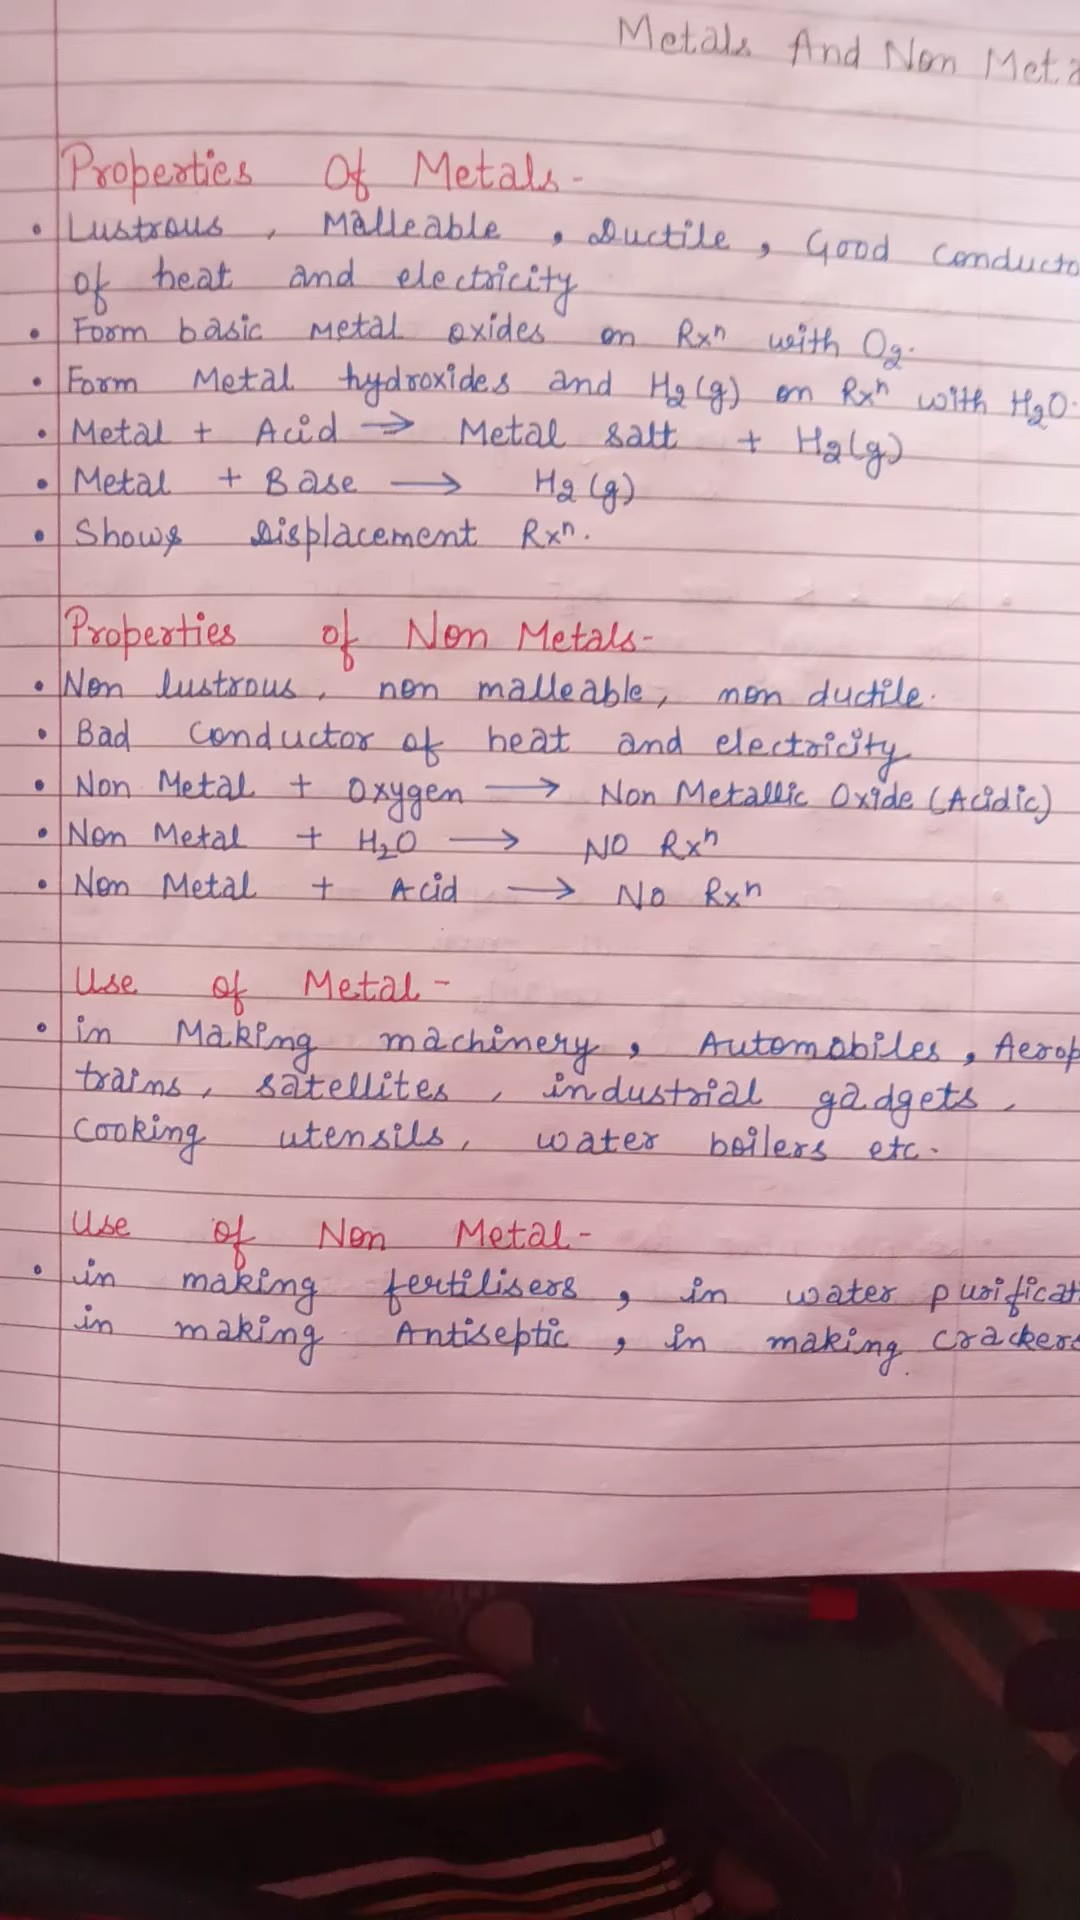 Metals And Non Meta
Properties Of Metals-
• Lustrous, Malleable, Ductile, Good Conducto
of heat and electricity
• Form basic Metal oxides on Rxⁿ with O₂.
• Form Metal hydroxides and H₂(g) on Rxⁿ with H₂O.
• Metal + Acid → Metal salt + H₂(g)
• Metal + Base → H₂(g)
• Shows Displacement Rxⁿ.
Properties of Non Metals-
• Non lustrous, non malleable, non ductile.
• Bad Conductor of heat and electricity
• Non Metal + Oxygen → Non Metallic Oxide (Acidic)
• Non Metal + H₂O → NO Rxⁿ
• Non Metal + Acid → No Rxⁿ
Use of Metal-
• in Making machinery, Automobiles, Aerop
trains, satellites, industrial gadgets,
Cooking utensils, water boilers etc.
Use of Non Metal-
• in making fertilisers, in water purificat
in making Antiseptic, in making Crackers